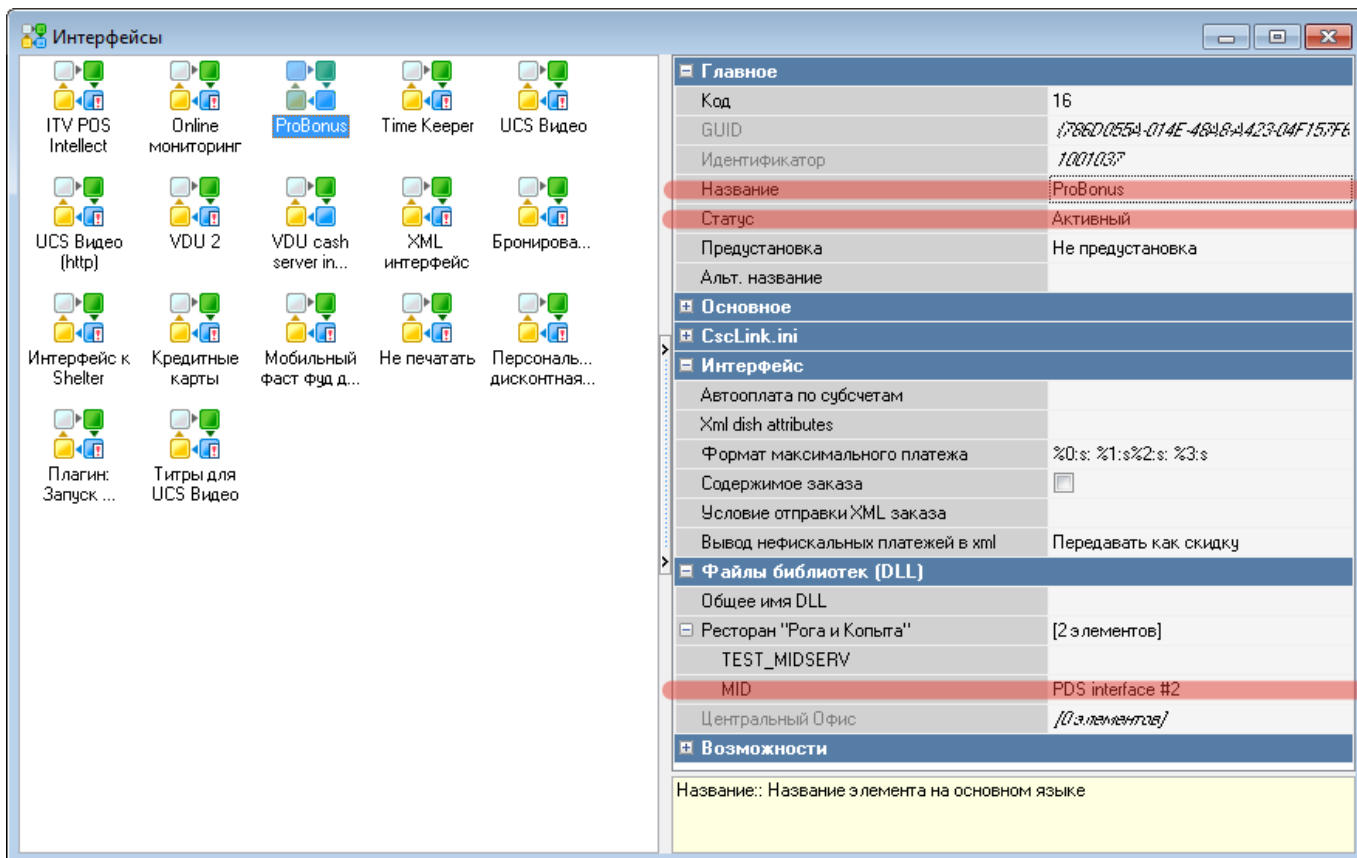 Интерфейсы
ITV POS Intellect
Online мониторинг
ProBonus
Time Keeper
UCS Видео
UCS Видео (http)
VDU 2
VDU cash server in...
XML интерфейс
Бронирова...
Интерфейс к Shelter
Кредитные карты
Мобильный фаст фуд д...
Не печатать
Персональ... дисконтная...
Плагин: Запуск ...
Титры для UCS Видео
Главное
Код 16
GUID
Идентификатор 1001037
Название ProBonus
Статус Активный
Предустановка Не предустановка
Альт. название
Основное
CscLink.ini
Интерфейс
Автооплата по субсчетам
Xml dish attributes
Формат максимального платежа %0:s: %1:s%2:s: %3:s
Содержимое заказа
Условие отправки XML заказа
Вывод нефискальных платежей в xml Передавать как скидку
Файлы библиотек (DLL)
Общее имя DLL
Ресторан "Рога и Копыта" [2 элементов]
TEST_MIDSERV
MID PDS interface #2
Центральный Офис [0 элементов]
Возможности
Название:: Название элемента на основном языке